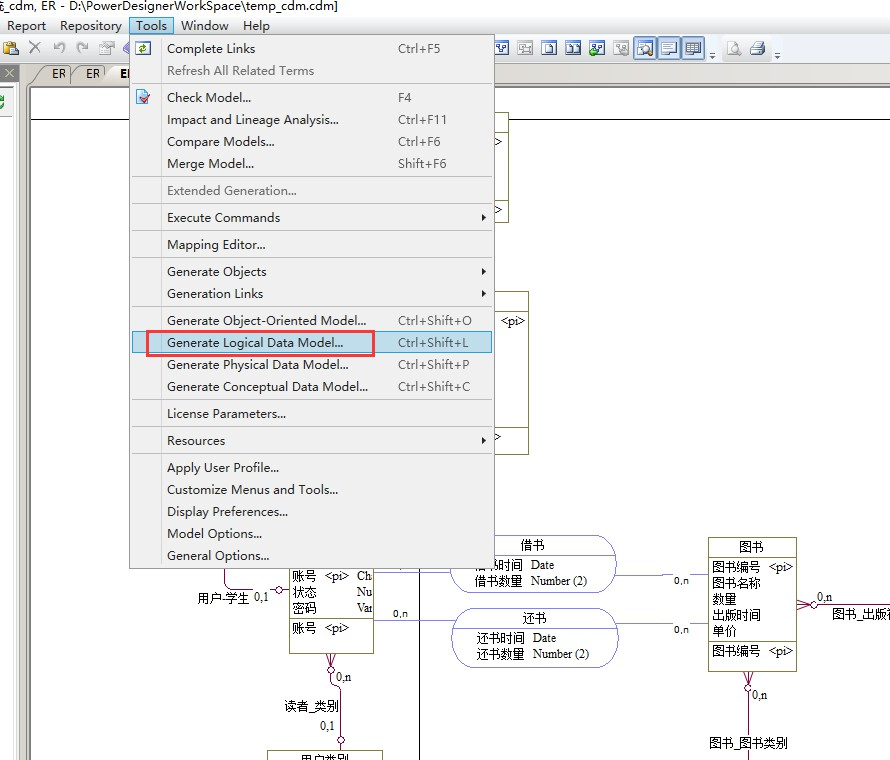 _cdm, ER - D:\PowerDesignerWorkSpace\temp_cdm.cdm]
Report Repository Tools Window Help
ER ER
Complete Links Ctrl+F5
Refresh All Related Terms
Check Model... F4
Impact and Lineage Analysis... Ctrl+F11
Compare Models... Ctrl+F6
Merge Model... Shift+F6
Extended Generation...
Execute Commands
Mapping Editor...
Generate Objects
Generation Links
Generate Object-Oriented Model... Ctrl+Shift+O
Generate Logical Data Model... Ctrl+Shift+L
Generate Physical Data Model... Ctrl+Shift+P
Generate Conceptual Data Model... Ctrl+Shift+C
License Parameters...
Resources
Apply User Profile...
Customize Menus and Tools...
Display Preferences...
Model Options...
General Options...
>
>
<pi>
>
用户-学生 0,1
账号 <pi> Ch
状态 Nu
密码 Var
账号 <pi>
0,n
读者_类别
0,1
用户类别
借书
借书时间 Date
借书数量 Number (2)
0,n
0,n
还书
还书时间 Date
还书数量 Number (2)
0,n
图书
图书编号 <pi>
图书名称
数量
出版时间
单价
图书编号 <pi>
0,n
图书_出版
0,n
图书_图书类别